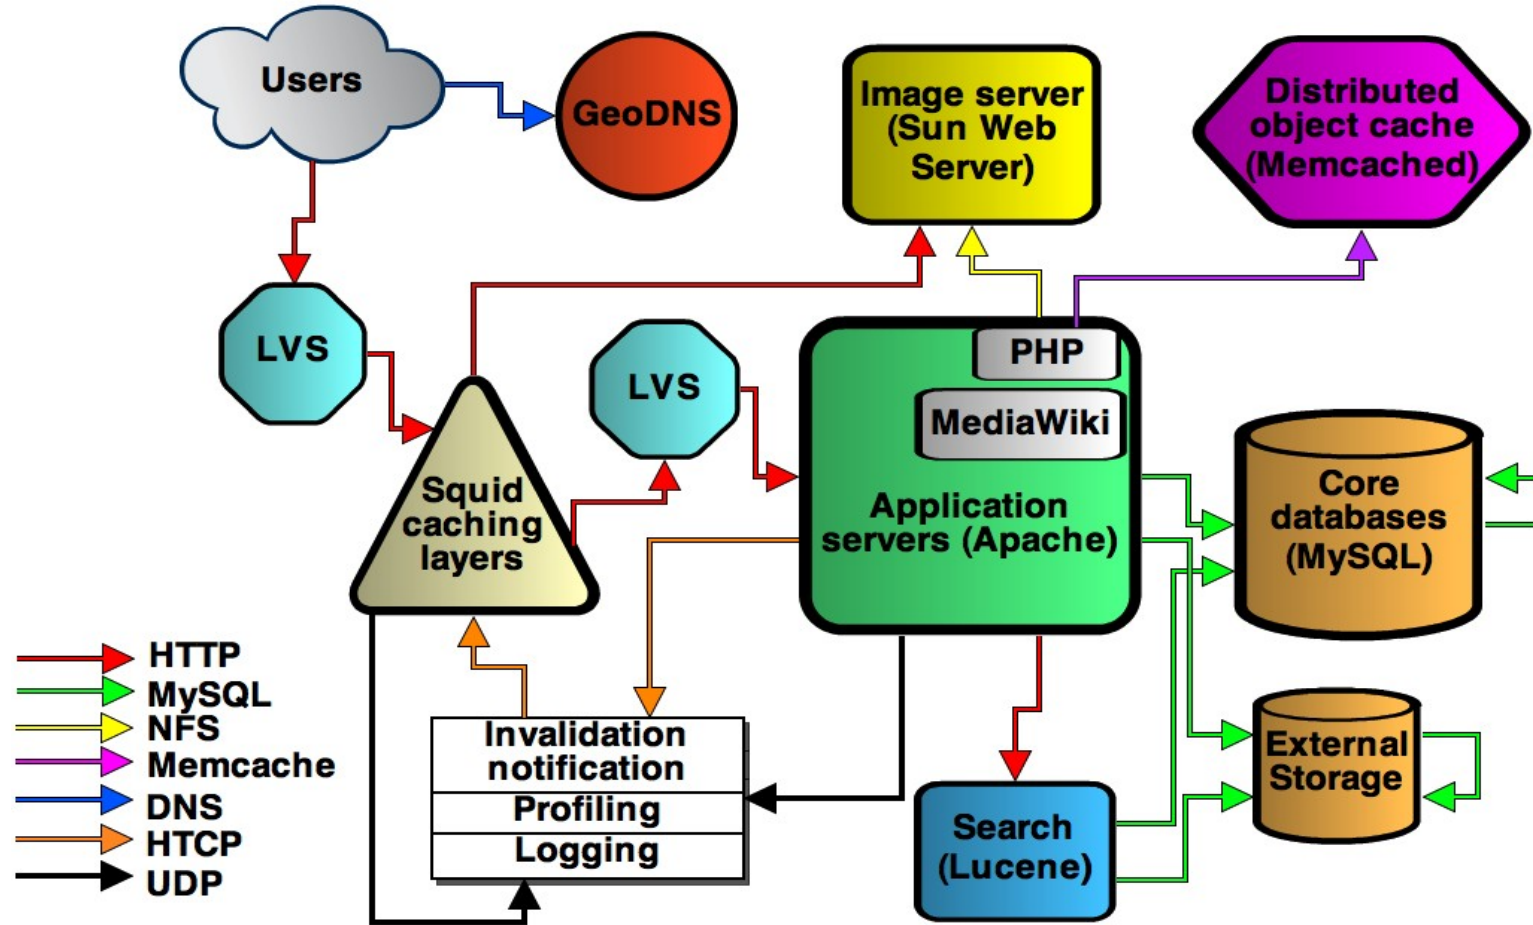 Users
GeoDNS
Image server
(Sun Web
Server)
Distributed
object cache
(Memcached)
LVS
LVS
PHP
MediaWiki
Application
servers (Apache)
Squid
caching
layers
Core
databases
(MySQL)
HTTP
MySQL
NFS
Memcache
DNS
HTCP
UDP
Invalidation
notification
Profiling
Logging
Search
(Lucene)
External
Storage